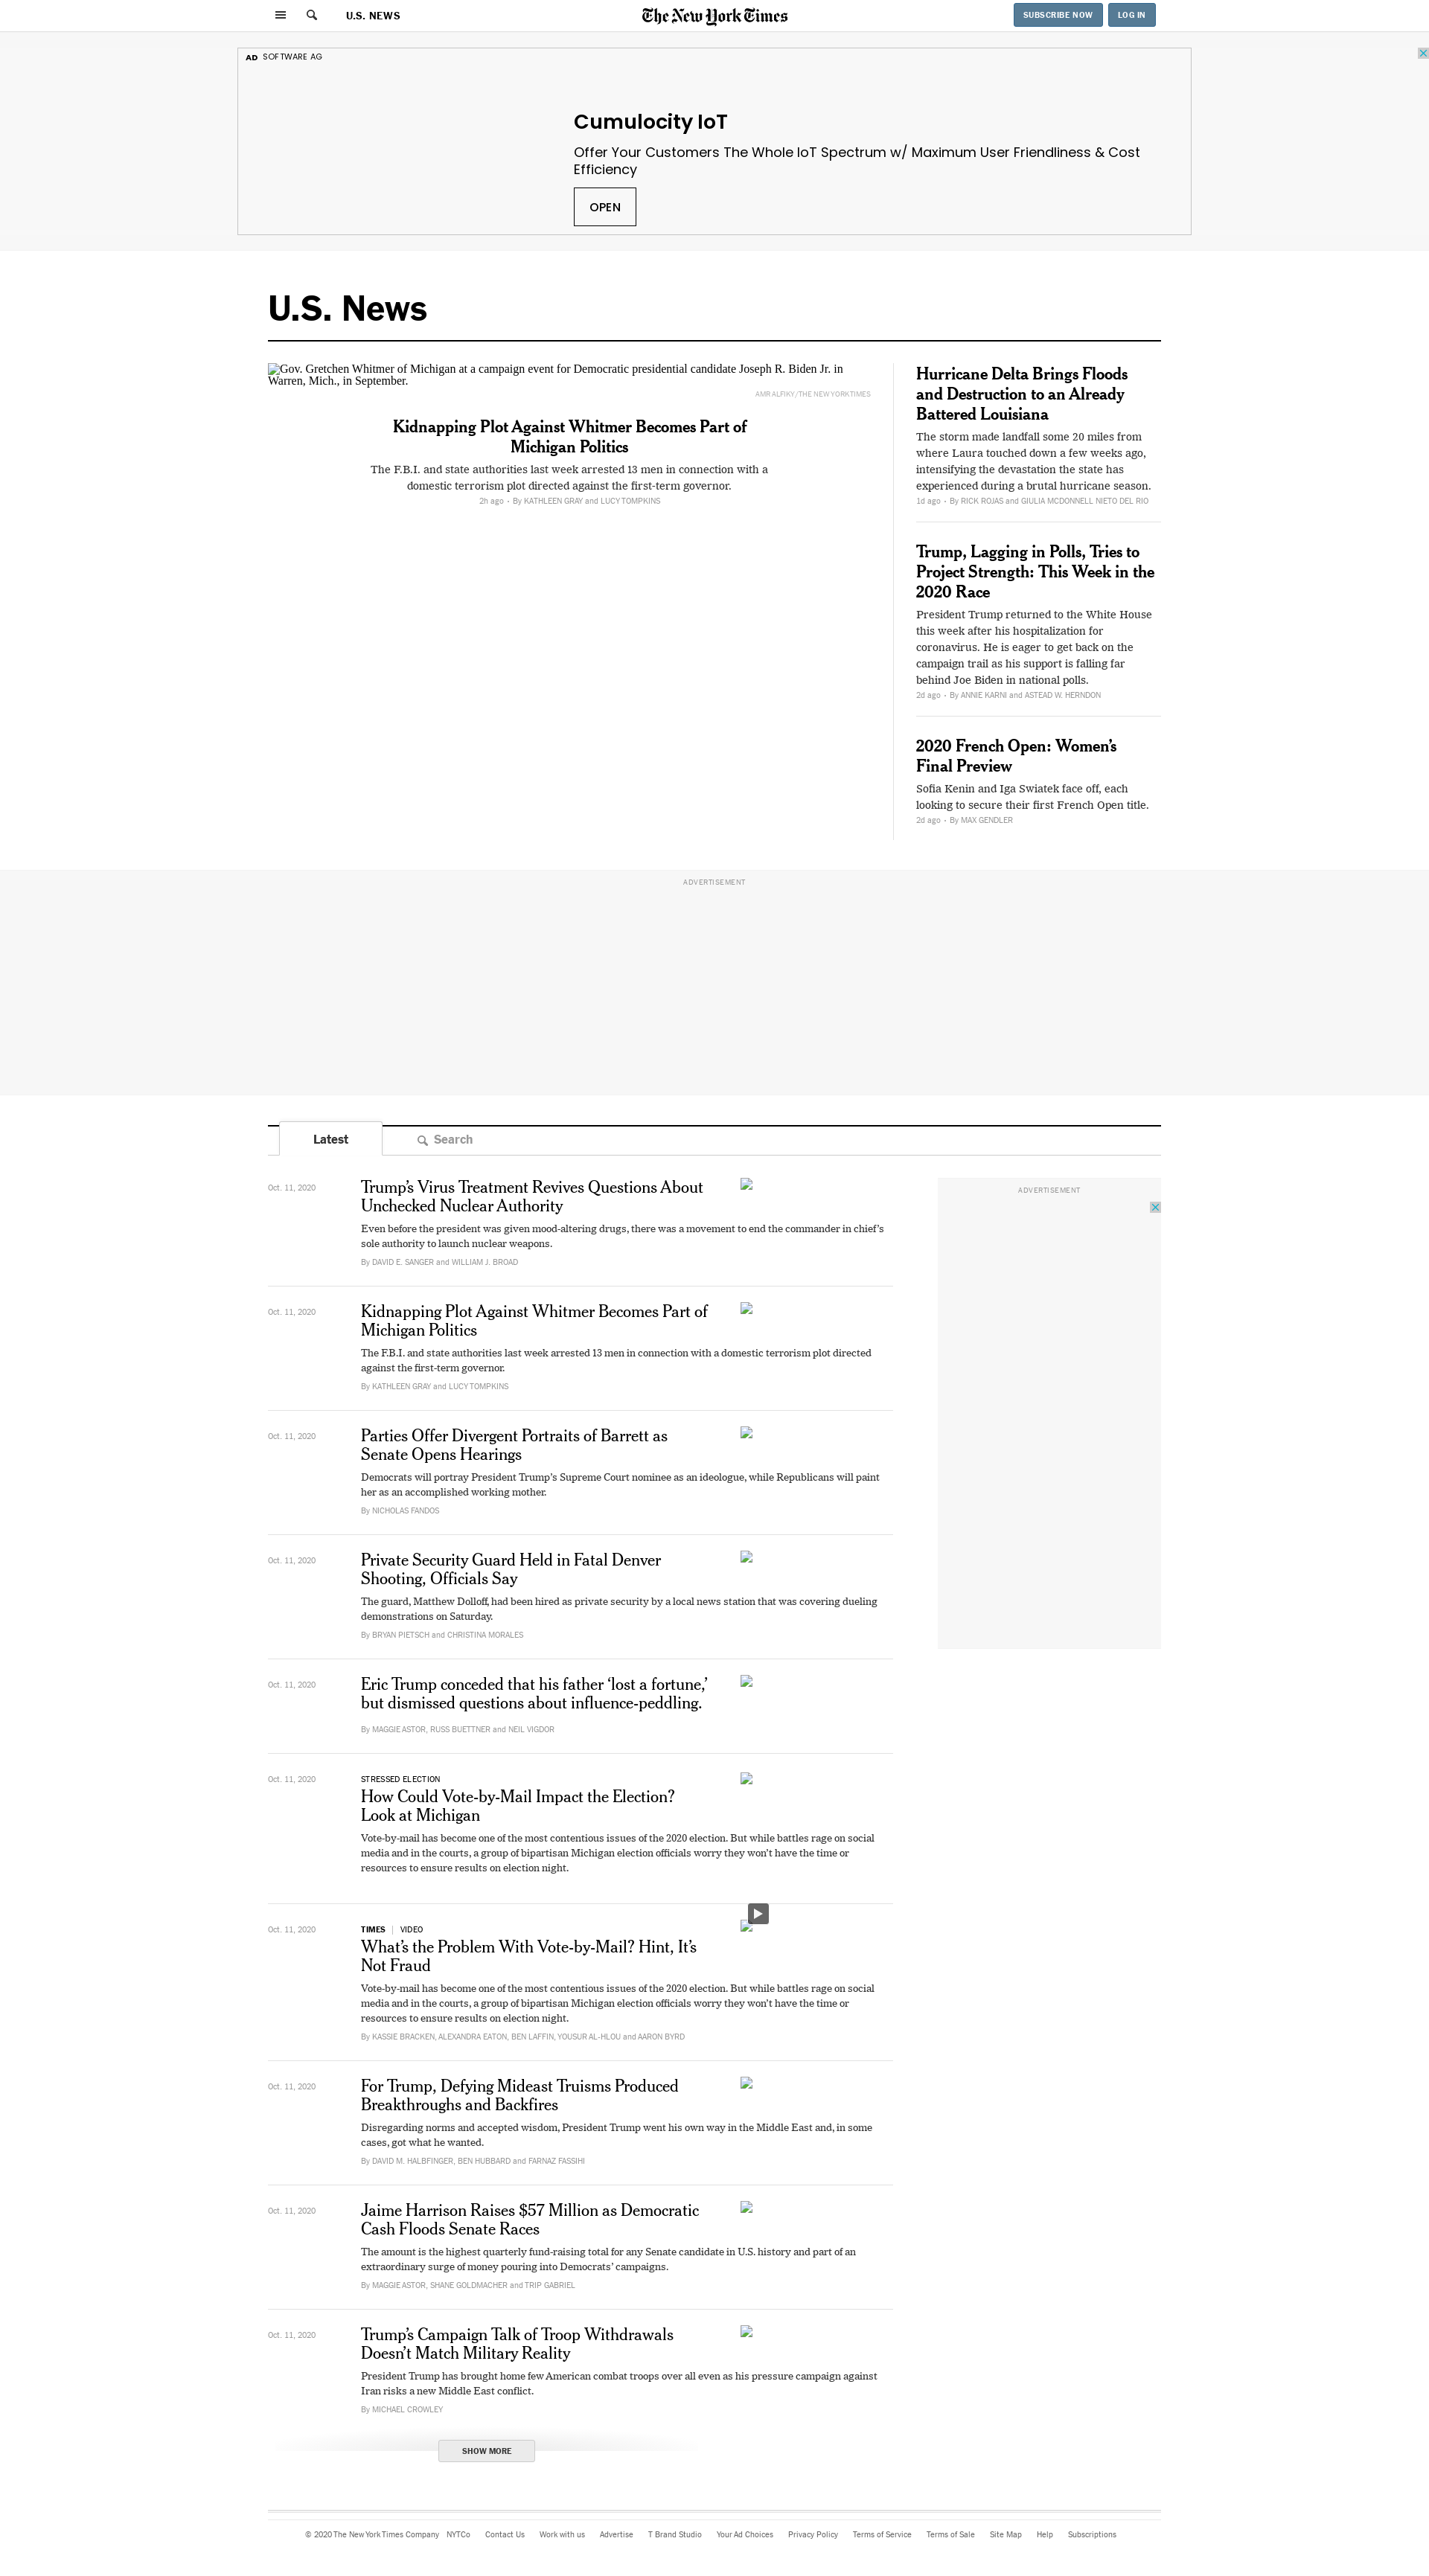 U.S. NEWS
The New York Times
SUBSCRIBE NOW
LOG IN
AD SOFTWARE AG
Cumulocity IoT
Offer Your Customers The Whole IoT Spectrum w/ Maximum User Friendliness & Cost
Efficiency
OPEN
U.S. News
Gov. Gretchen Whitmer of Michigan at a campaign event for Democratic presidential candidate Joseph R. Biden Jr. in
Warren, Mich., in September.
AMR ALFIKY/THE NEW YORK TIMES
Kidnapping Plot Against Whitmer Becomes Part of
Michigan Politics
The F.B.I. and state authorities last week arrested 13 men in connection with a
domestic terrorism plot directed against the first-term governor.
2h ago • By KATHLEEN GRAY and LUCY TOMPKINS
Hurricane Delta Brings Floods
and Destruction to an Already
Battered Louisiana
The storm made landfall some 20 miles from
where Laura touched down a few weeks ago,
intensifying the devastation the state has
experienced during a brutal hurricane season.
1d ago • By RICK ROJAS and GIULIA MCDONNELL NIETO DEL RIO
Trump, Lagging in Polls, Tries to
Project Strength: This Week in the
2020 Race
President Trump returned to the White House
this week after his hospitalization for
coronavirus. He is eager to get back on the
campaign trail as his support is falling far
behind Joe Biden in national polls.
2d ago • By ANNIE KARNI and ASTEAD W. HERNDON
2020 French Open: Women’s
Final Preview
Sofia Kenin and Iga Swiatek face off, each
looking to secure their first French Open title.
2d ago • By MAX GENDLER
ADVERTISEMENT
Latest
Search
ADVERTISEMENT
Oct. 11, 2020
Trump’s Virus Treatment Revives Questions About
Unchecked Nuclear Authority
Even before the president was given mood-altering drugs, there was a movement to end the commander in chief’s
sole authority to launch nuclear weapons.
By DAVID E. SANGER and WILLIAM J. BROAD
Oct. 11, 2020
Kidnapping Plot Against Whitmer Becomes Part of
Michigan Politics
The F.B.I. and state authorities last week arrested 13 men in connection with a domestic terrorism plot directed
against the first-term governor.
By KATHLEEN GRAY and LUCY TOMPKINS
Oct. 11, 2020
Parties Offer Divergent Portraits of Barrett as
Senate Opens Hearings
Democrats will portray President Trump’s Supreme Court nominee as an ideologue, while Republicans will paint
her as an accomplished working mother.
By NICHOLAS FANDOS
Oct. 11, 2020
Private Security Guard Held in Fatal Denver
Shooting, Officials Say
The guard, Matthew Dolloff, had been hired as private security by a local news station that was covering dueling
demonstrations on Saturday.
By BRYAN PIETSCH and CHRISTINA MORALES
Oct. 11, 2020
Eric Trump conceded that his father ‘lost a fortune,’
but dismissed questions about influence-peddling.
By MAGGIE ASTOR, RUSS BUETTNER and NEIL VIGDOR
Oct. 11, 2020
STRESSED ELECTION
How Could Vote-by-Mail Impact the Election?
Look at Michigan
Vote-by-mail has become one of the most contentious issues of the 2020 election. But while battles rage on social
media and in the courts, a group of bipartisan Michigan election officials worry they won’t have the time or
resources to ensure results on election night.
Oct. 11, 2020
TIMES | VIDEO
What’s the Problem With Vote-by-Mail? Hint, It’s
Not Fraud
Vote-by-mail has become one of the most contentious issues of the 2020 election. But while battles rage on social
media and in the courts, a group of bipartisan Michigan election officials worry they won’t have the time or
resources to ensure results on election night.
By KASSIE BRACKEN, ALEXANDRA EATON, BEN LAFFIN, YOUSUR AL-HLOU and AARON BYRD
Oct. 11, 2020
For Trump, Defying Mideast Truisms Produced
Breakthroughs and Backfires
Disregarding norms and accepted wisdom, President Trump went his own way in the Middle East and, in some
cases, got what he wanted.
By DAVID M. HALBFINGER, BEN HUBBARD and FARNAZ FASSIHI
Oct. 11, 2020
Jaime Harrison Raises $57 Million as Democratic
Cash Floods Senate Races
The amount is the highest quarterly fund-raising total for any Senate candidate in U.S. history and part of an
extraordinary surge of money pouring into Democrats’ campaigns.
By MAGGIE ASTOR, SHANE GOLDMACHER and TRIP GABRIEL
Oct. 11, 2020
Trump’s Campaign Talk of Troop Withdrawals
Doesn’t Match Military Reality
President Trump has brought home few American combat troops over all even as his pressure campaign against
Iran risks a new Middle East conflict.
By MICHAEL CROWLEY
SHOW MORE
© 2020 The New York Times Company NYTCo Contact Us Work with us Advertise T Brand Studio Your Ad Choices Privacy Policy Terms of Service Terms of Sale Site Map Help Subscriptions